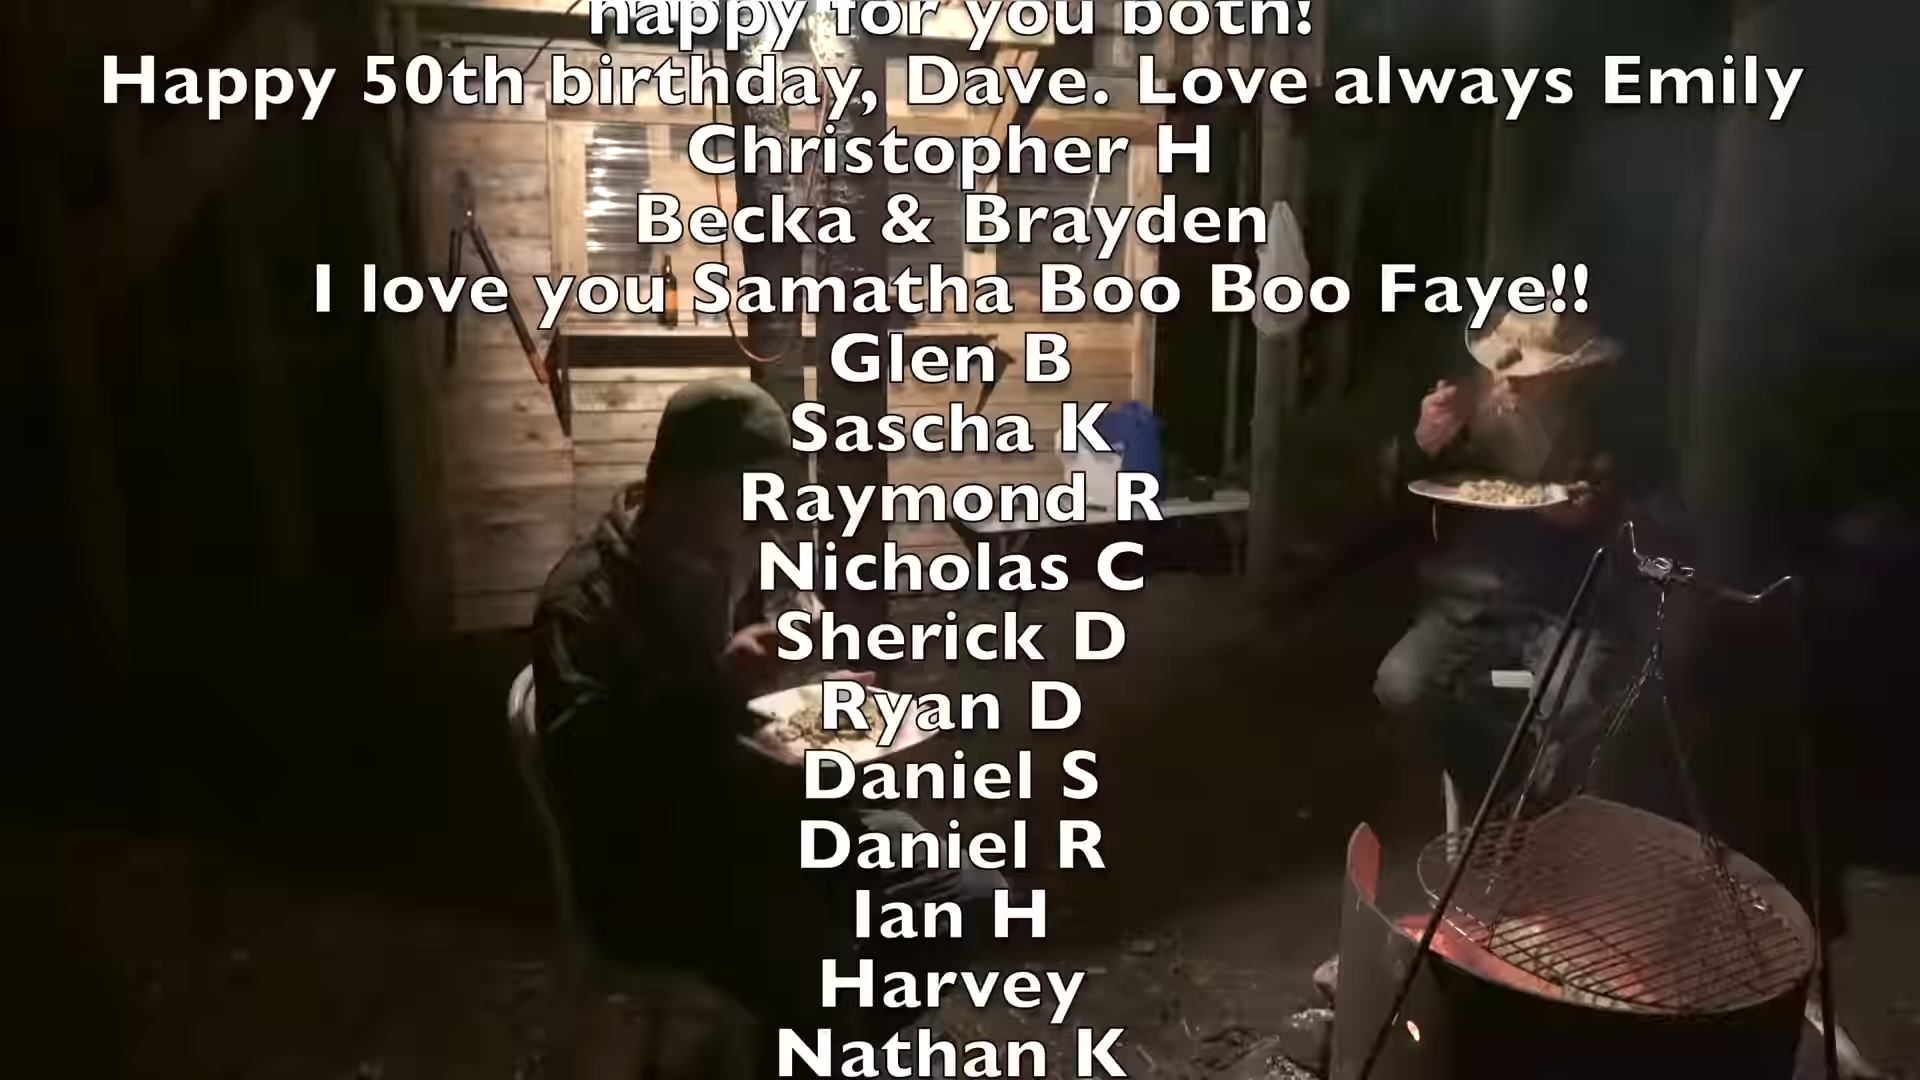 happy for you both!
Happy 50th birthday, Dave. Love always Emily
Christopher H
Becka & Brayden
I love you Samatha Boo Boo Faye!!
Glen B
Sascha K
Raymond R
Nicholas C
Sherick D
Ryan D
Daniel S
Daniel R
Ian H
Harvey
Nathan K